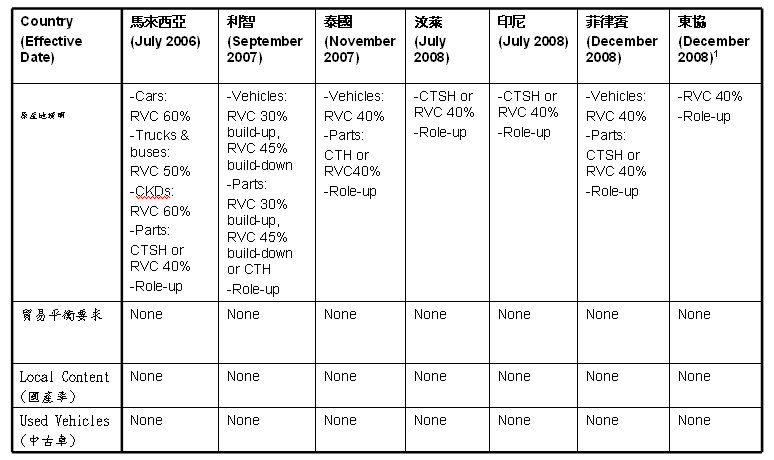 Country
(Effective
Date)
馬來西亞
(July 2006)
利智
(September
2007)
泰國
(November
2007)
汶萊
(July
2008)
印尼
(July 2008)
菲律賓
(December
2008)
東協
(December
2008)1
原產地
-Cars:
RVC 60%
-Trucks &
buses:
RVC 50%
-CKDs:
RVC 60%
-Parts:
CTSH or
RVC 40%
-Role-up
-Vehicles:
RVC 30%
build-up,
RVC 45%
build-down
-Parts:
RVC 30%
build-up,
RVC 45%
build-down
or CTH
-Role-up
-Vehicles:
RVC 40%
-Parts:
CTH or
RVC40%
-Role-up
-CTSH or
RVC 40%
-Role-up
-CTSH or
RVC 40%
-Role-up
-Vehicles:
RVC 40%
-Parts:
CTSH or
RVC 40%
-Role-up
-RVC 40%
-Role-up
貿易平衡要求
None
None
None
None
None
None
None
Local Content
(國產率)
None
None
None
None
None
None
None
Used Vehicles
(中古車)
None
None
None
None
None
None
None